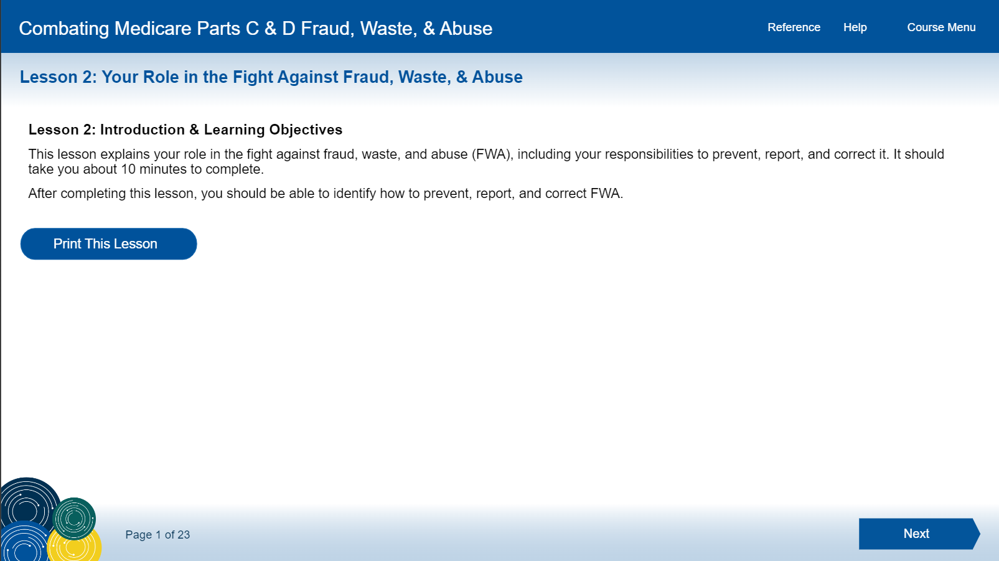 Combating Medicare Parts C & D Fraud, Waste, & Abuse
Reference
Help
Course Menu
Lesson 2: Your Role in the Fight Against Fraud, Waste, & Abuse
Lesson 2: Introduction & Learning Objectives
This lesson explains your role in the fight against fraud, waste, and abuse (FWA), including your responsibilities to prevent, report, and correct it. It should
take you about 10 minutes to complete.
After completing this lesson, you should be able to identify how to prevent, report, and correct FWA.
Print This Lesson
Page 1 of 23
Next